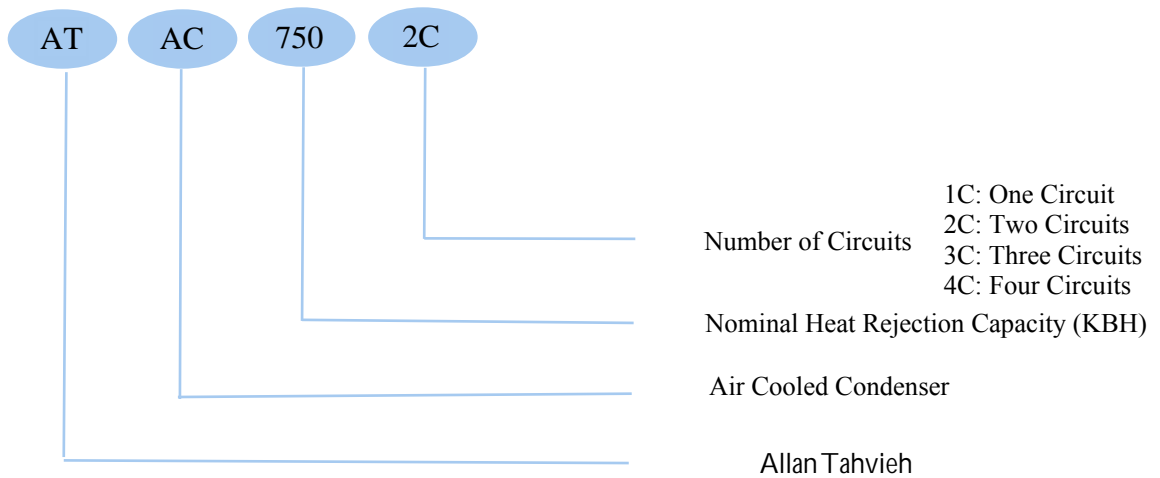 AT AC 750 2C
1C: One Circuit
Number of Circuits 2C: Two Circuits
3C: Three Circuits
4C: Four Circuits
Nominal Heat Rejection Capacity (KBH)
Air Cooled Condenser
Allan Tahvieh